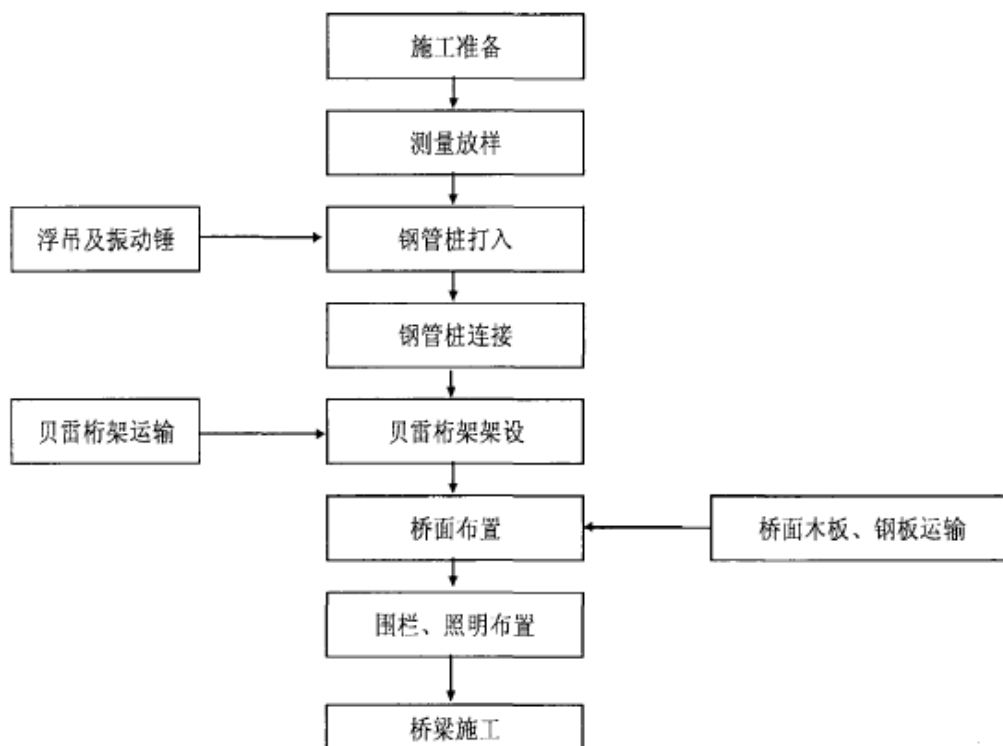 施工准备
测量放样
浮吊及振动锤
钢管桩打入
钢管桩连接
贝雷桁架运输
贝雷桁架架设
桥面布置
桥面木板、钢板运输
围栏、照明布置
桥梁施工